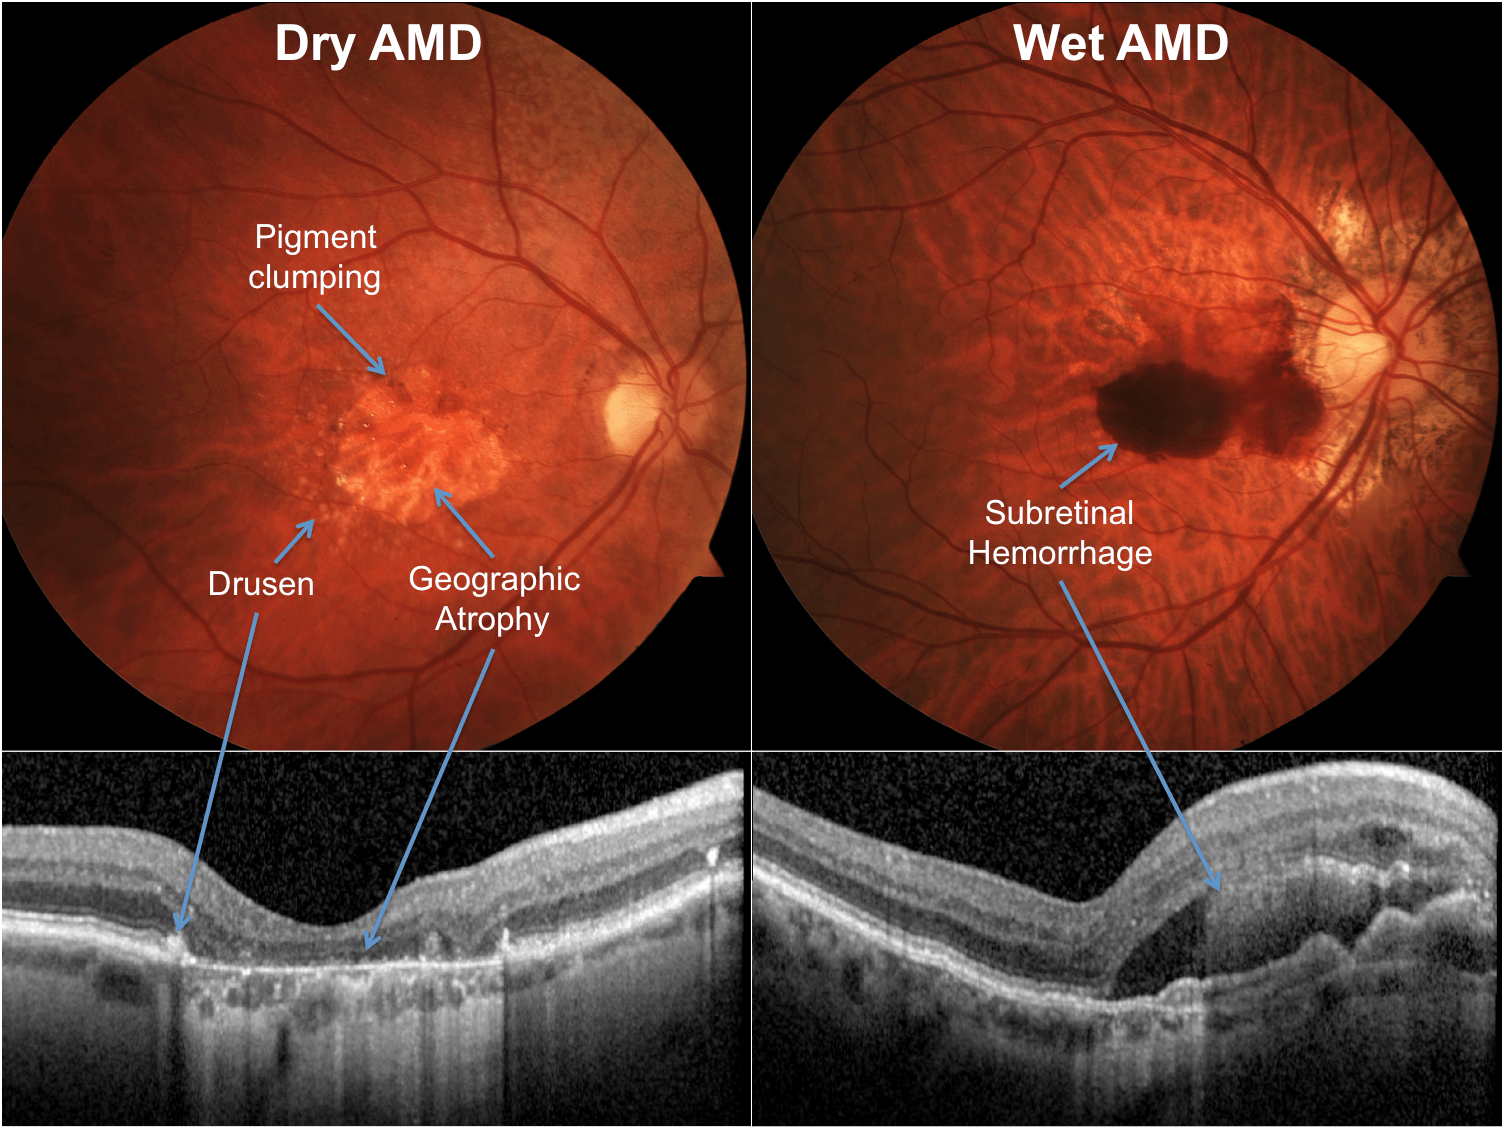 Dry AMD
Pigment
clumping
Drusen
Geographic
Atrophy
Wet AMD
Subretinal
Hemorrhage